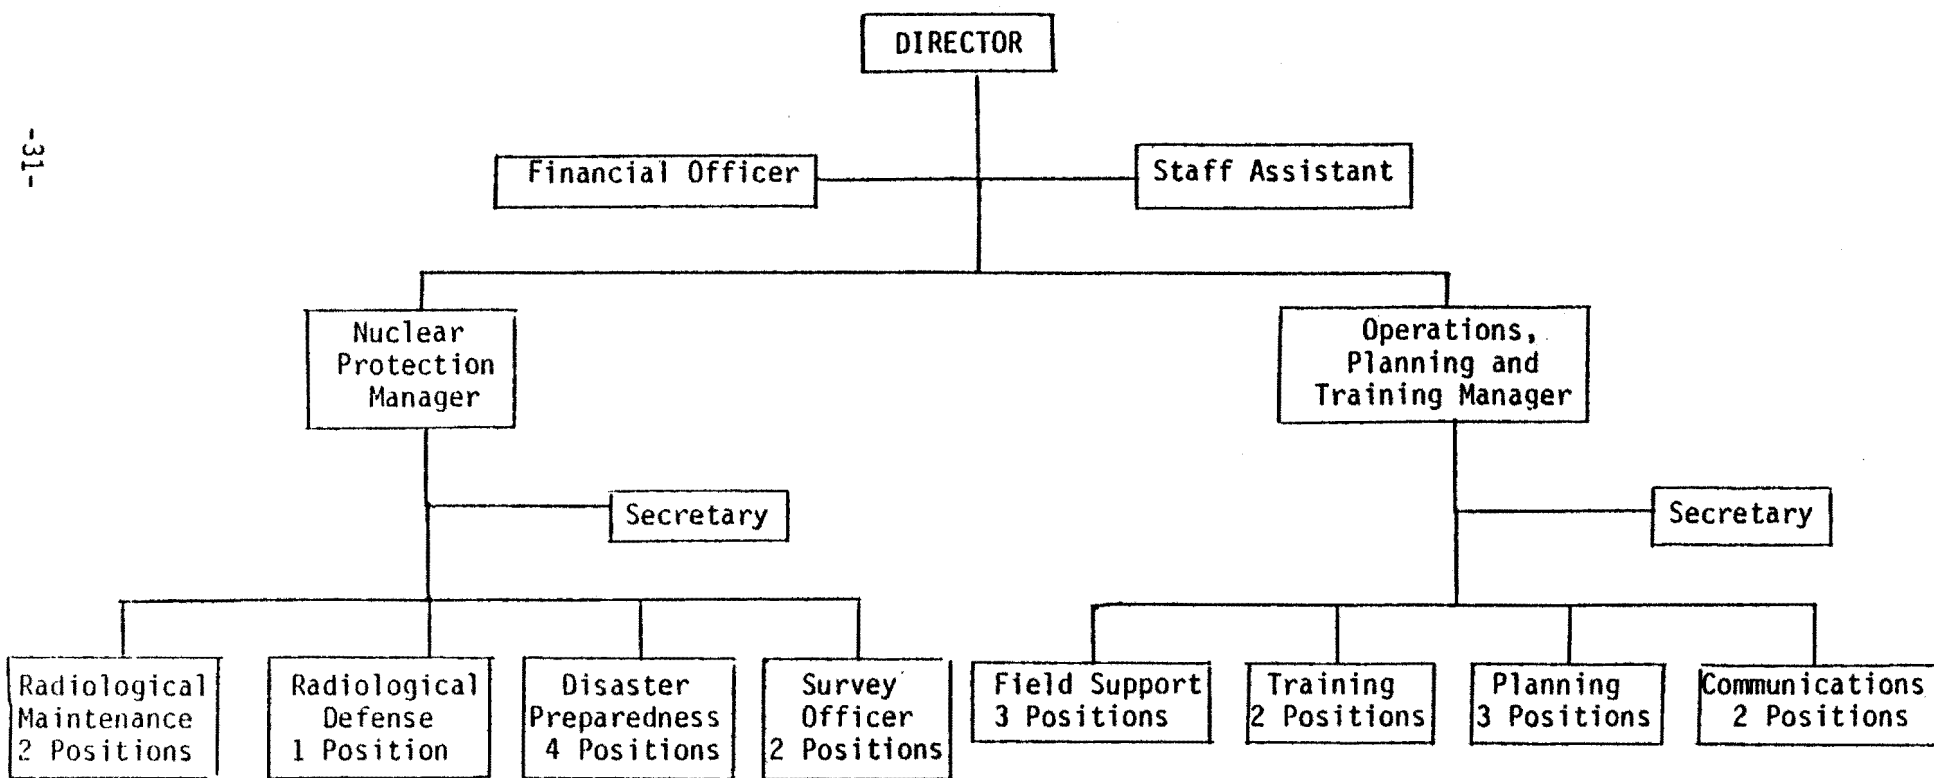 DIRECTOR
-31-
Financial Officer
Staff Assistant
Nuclear
Protection
Manager
Operations,
Planning and
Training Manager
Secretary
Secretary
Radiological
Maintenance
2 Positions
Radiological
Defense
1 Position
Disaster
Preparedness
4 Positions
Survey
Officer
2 Positions
Field Support
3 Positions
Training
2 Positions
Planning
3 Positions
Communications
2 Positions